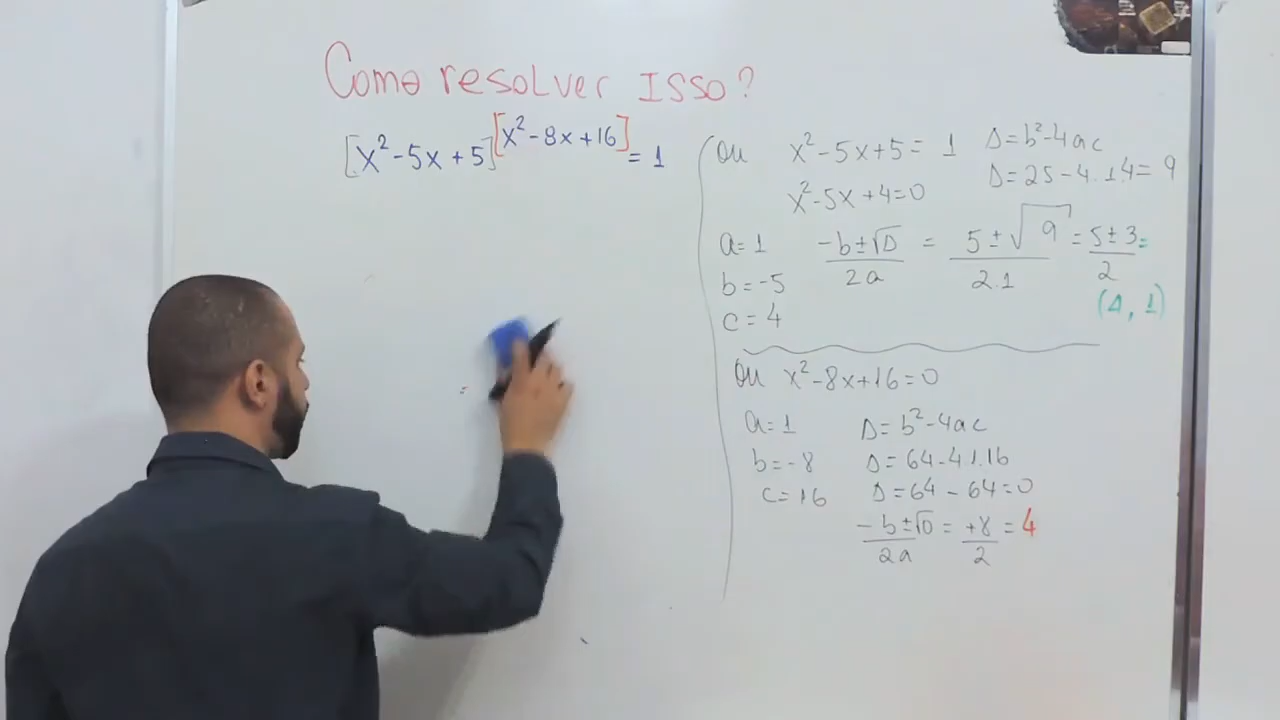 Como resolver Isso?
[x²-5x+5]^[x²-8x+16] = 1
ou x²-5x+5= 1
x²-5x+4=0
Δ=b²-4ac
Δ=25-4.1.4= 9
a=1
b=-5
c=4
-b±√Δ/2a = 5±√9/2.1 = 5±3/2 =
(4, 1)
ou x²-8x+16=0
a=1
b=-8
c=16
Δ=b²-4ac
Δ=64-4.1.16
Δ=64-64=0
-b±√Δ/2a = +8/2 = 4